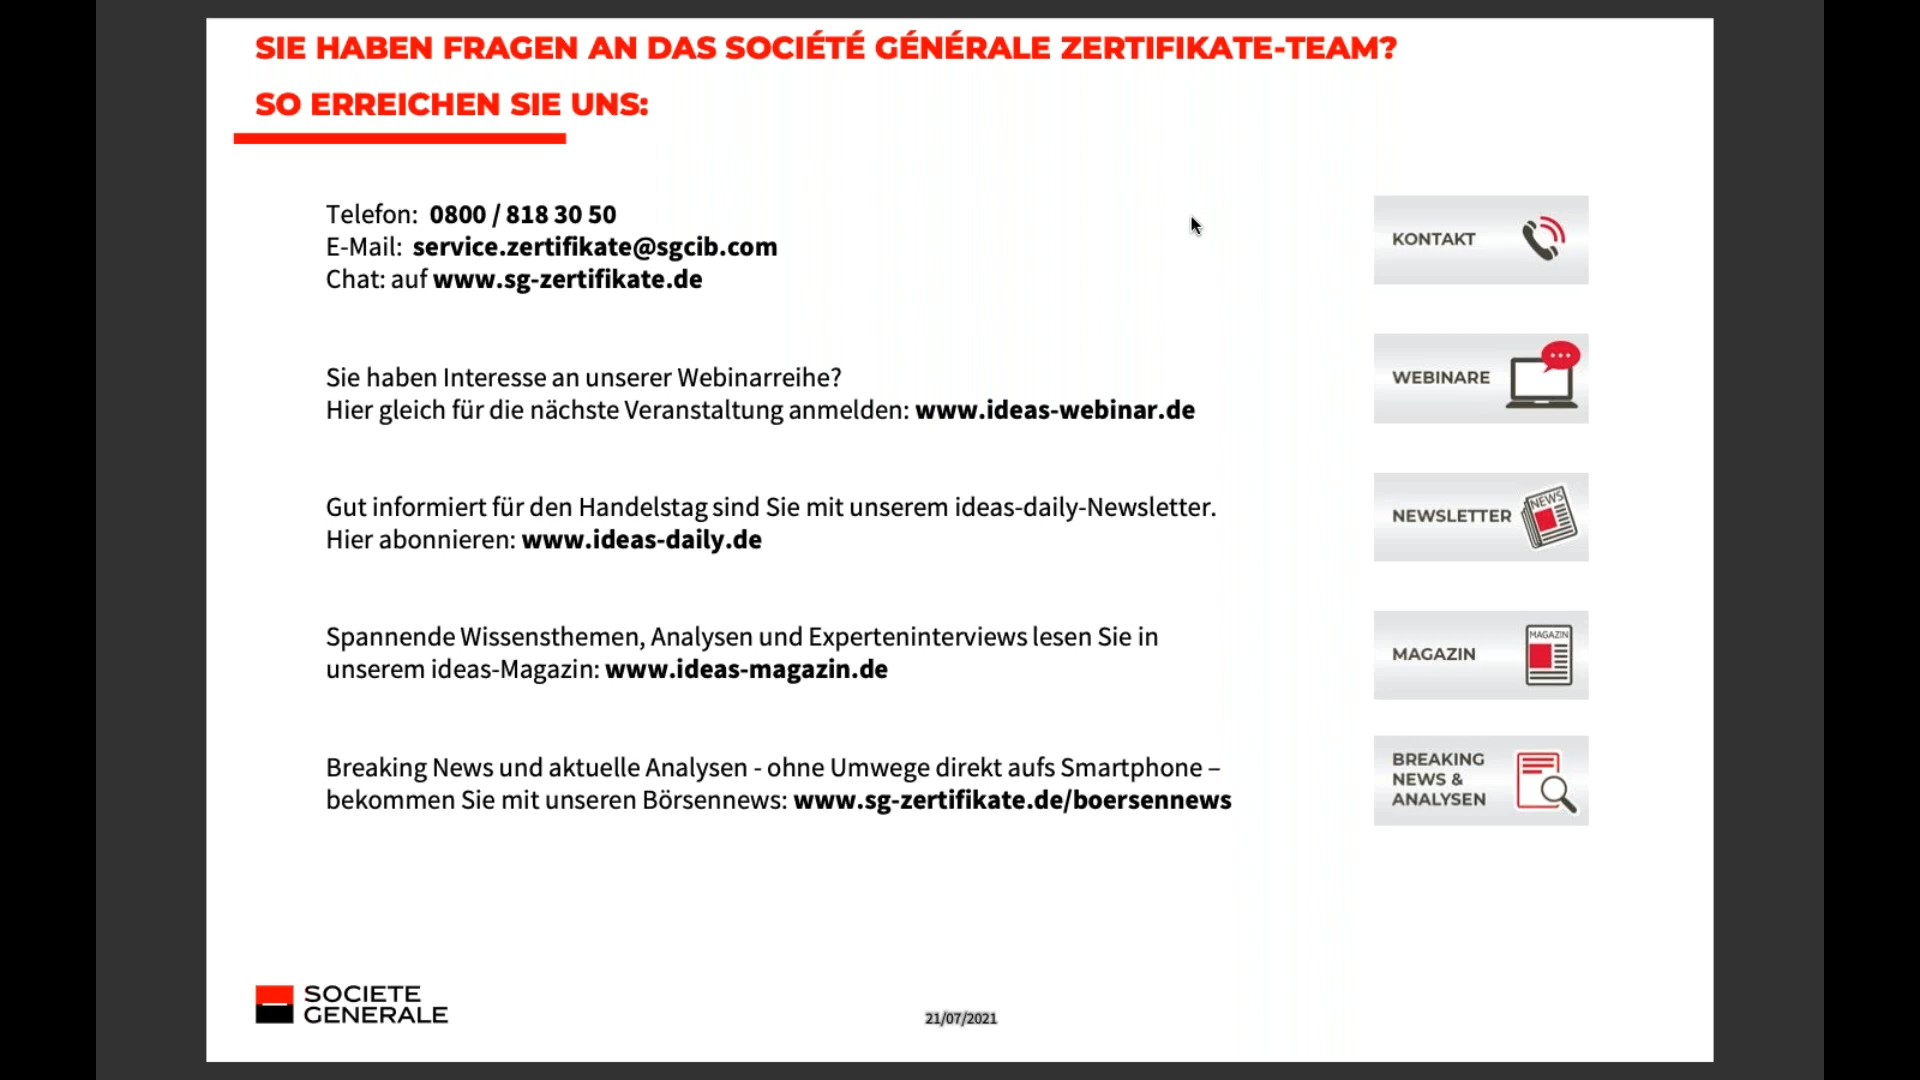 SIE HABEN FRAGEN AN DAS SOCIÉTÉ GÉNÉRALE ZERTIFIKATE-TEAM?
SO ERREICHEN SIE UNS:
Telefon: 0800 / 818 30 50
E-Mail: service.zertifikate@sgcib.com
Chat: auf www.sg-zertifikate.de
KONTAKT
Sie haben Interesse an unserer Webinarreihe?
Hier gleich für die nächste Veranstaltung anmelden: www.ideas-webinar.de
WEBINARE
Gut informiert für den Handelstag sind Sie mit unserem ideas-daily-Newsletter.
Hier abonnieren: www.ideas-daily.de
NEWSLETTER
NEWS
Spannende Wissensthemen, Analysen und Experteninterviews lesen Sie in
unserem ideas-Magazin: www.ideas-magazin.de
MAGAZIN
MAGAZIN
Breaking News und aktuelle Analysen - ohne Umwege direkt aufs Smartphone –
bekommen Sie mit unseren Börsennews: www.sg-zertifikate.de/boersennews
BREAKING
NEWS &
ANALYSEN
SOCIETE
GENERALE
21/07/2021